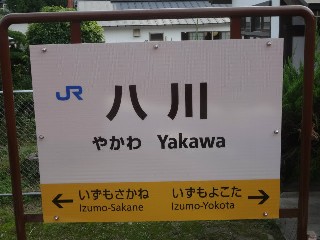 JR 八川
やかわ Yakawa
← いずもさかね いずもよこた →
Izumo-Sakane Izumo-Yokota